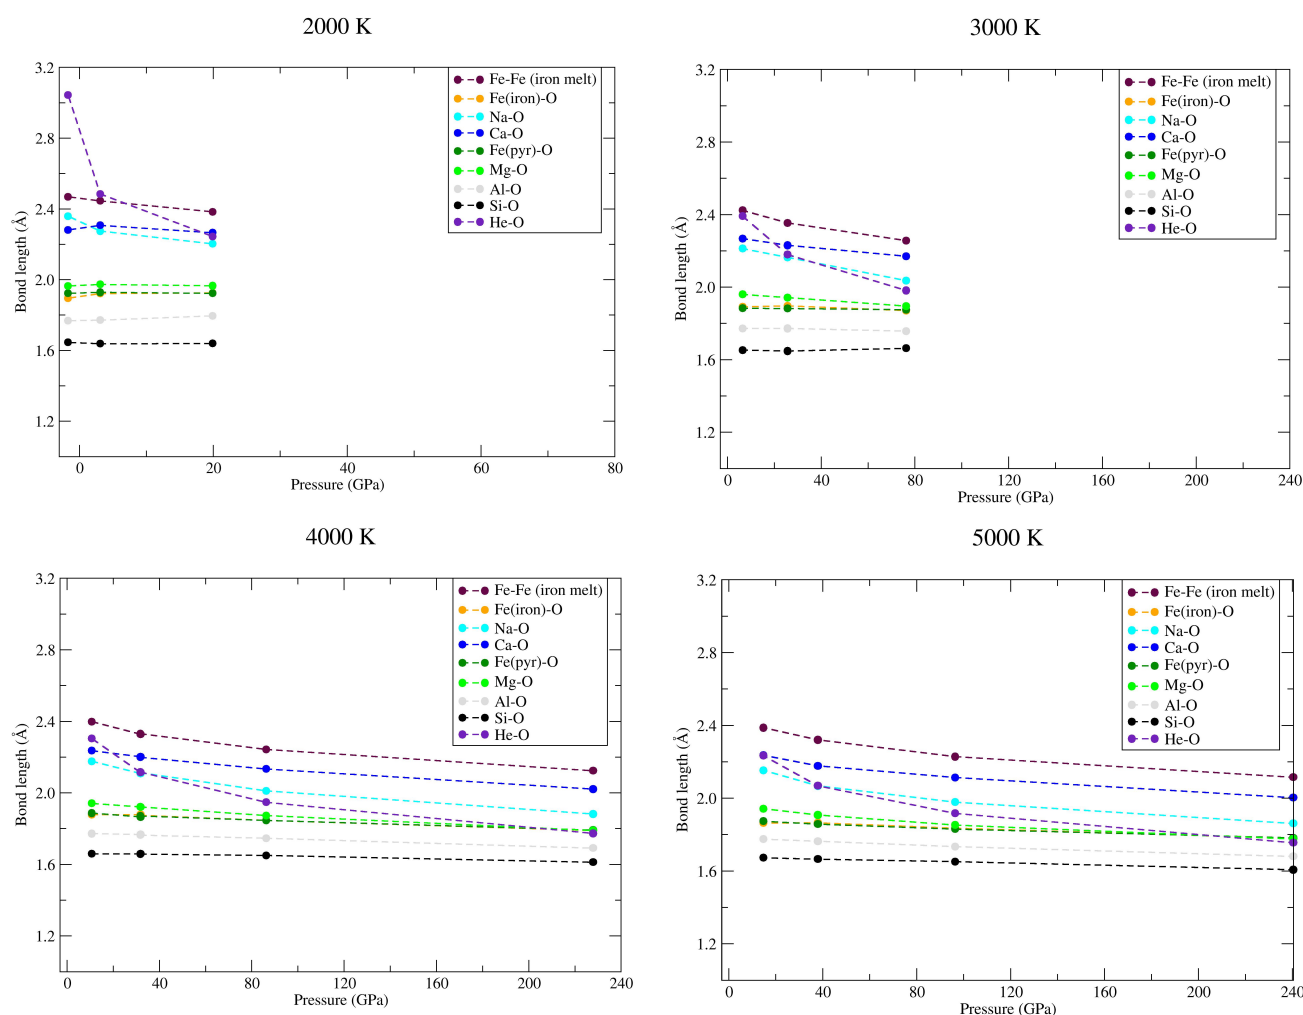 2000 K
3.2
2.8
2.4
2.0
1.6
1.2
Bond length (Å)
0
20
40
60
80
Pressure (GPa)
Fe-Fe (iron melt)
Fe(iron)-O
Na-O
Ca-O
Fe(pyr)-O
Mg-O
Al-O
Si-O
He-O
3000 K
3.2
2.8
2.4
2.0
1.6
1.2
Bond length (Å)
0
40
80
120
160
200
240
Pressure (GPa)
Fe-Fe (iron melt)
Fe(iron)-O
Na-O
Ca-O
Fe(pyr)-O
Mg-O
Al-O
Si-O
He-O
4000 K
3.2
2.8
2.4
2.0
1.6
1.2
Bond length (Å)
0
40
80
120
160
200
240
Pressure (GPa)
Fe-Fe (iron melt)
Fe(iron)-O
Na-O
Ca-O
Fe(pyr)-O
Mg-O
Al-O
Si-O
He-O
5000 K
3.2
2.8
2.4
2.0
1.6
1.2
Bond length (Å)
0
40
80
120
160
200
240
Pressure (GPa)
Fe-Fe (iron melt)
Fe(iron)-O
Na-O
Ca-O
Fe(pyr)-O
Mg-O
Al-O
Si-O
He-O